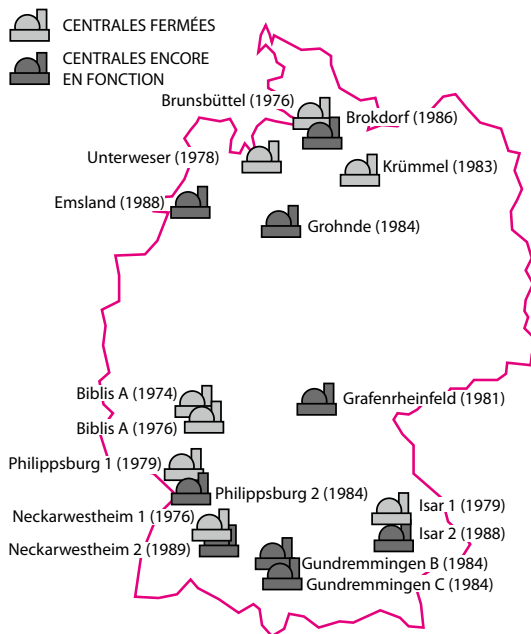 CENTRALES FERMÉES
CENTRALES ENCORE
EN FONCTION
Brunsbüttel (1976)
Brokdorf (1986)
Unterweser (1978)
Krümmel (1983)
Emsland (1988)
Grohnde (1984)
Biblis A (1974)
Grafenrheinfeld (1981)
Biblis A (1976)
Philippsburg 1 (1979)
Philippsburg 2 (1984)
Isar 1 (1979)
Neckarwestheim 1 (1976)
Isar 2 (1988)
Neckarwestheim 2 (1989)
Gundremmingen B (1984)
Gundremmingen C (1984)